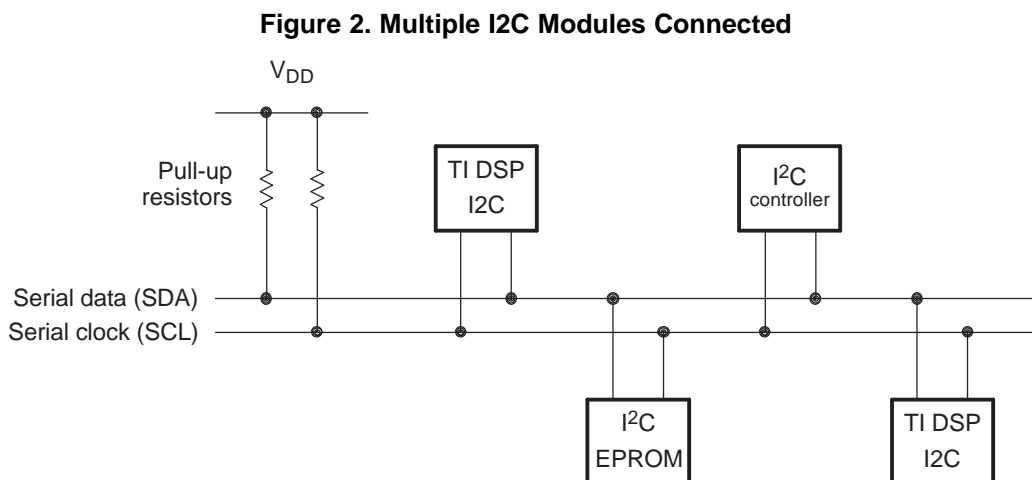 Figure 2. Multiple I2C Modules Connected
VDD
Pull-up
resistors
TI DSP
I2C
I2C
controller
Serial data (SDA)
Serial clock (SCL)
I2C
EPROM
TI DSP
I2C